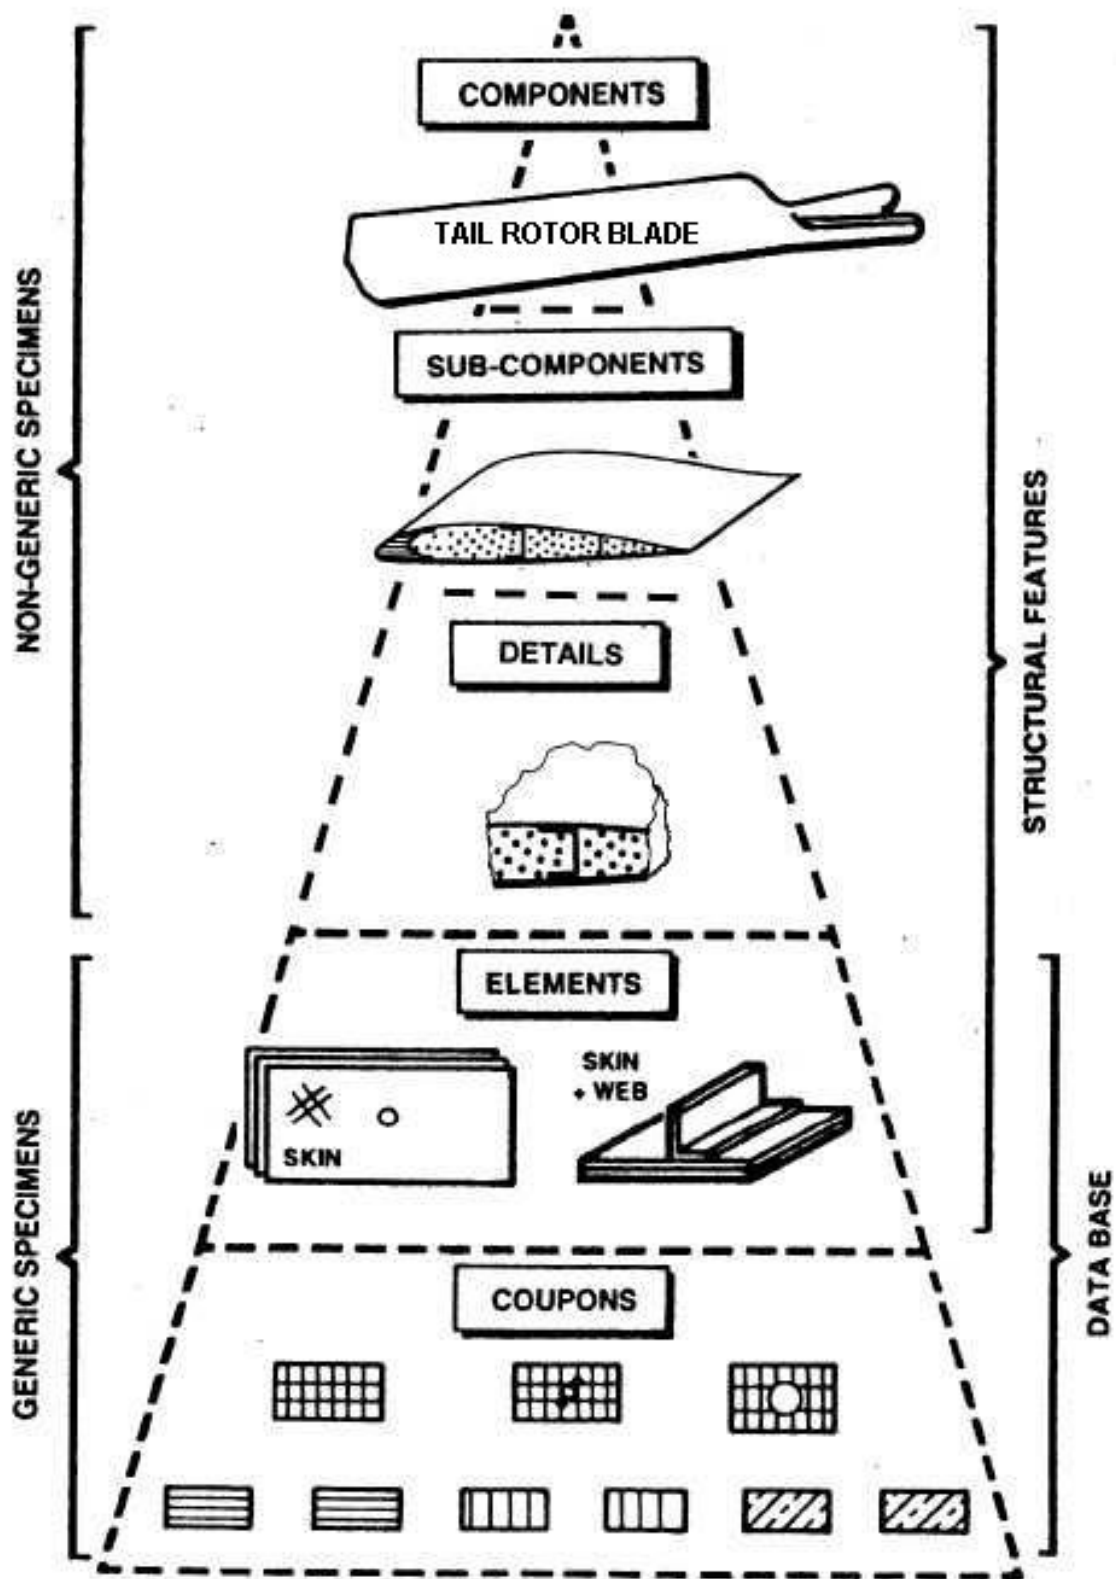 COMPONENTS
TAIL ROTOR BLADE
SUB-COMPONENTS
NON-GENERIC SPECIMENS
STRUCTURAL FEATURES
DETAILS
ELEMENTS
SKIN
SKIN
+ WEB
GENERIC SPECIMENS
DATA BASE
COUPONS